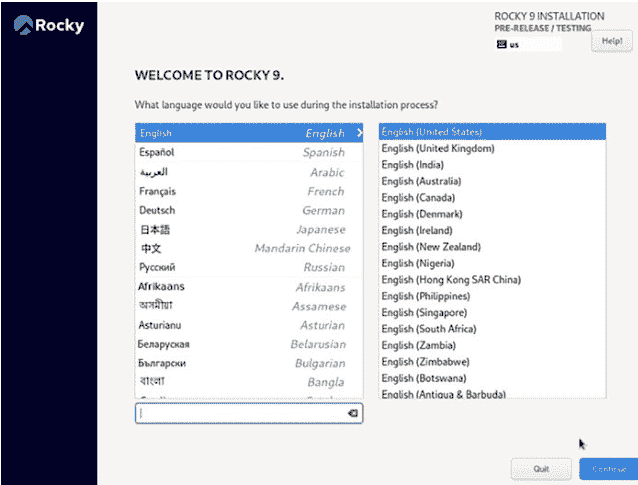 Rocky
ROCKY 9 INSTALLATION
PRE-RELEASE / TESTING
us
Help!
WELCOME TO ROCKY 9.
What language would you like to use during the installation process?
English English
Español Spanish
العربية Arabic
Français French
Deutsch German
日本語 Japanese
中文 Mandarin Chinese
Русский Russian
Afrikaans Afrikaans
অসমীয়া Assamese
Asturianu Asturian
Беларуская Belarusian
Български Bulgarian
বাংলা Bangla
English (United States)
English (United Kingdom)
English (India)
English (Australia)
English (Canada)
English (Denmark)
English (Ireland)
English (New Zealand)
English (Nigeria)
English (Hong Kong SAR China)
English (Philippines)
English (Singapore)
English (South Africa)
English (Zambia)
English (Zimbabwe)
English (Botswana)
English (Antigua & Barbuda)
Quit
Continue